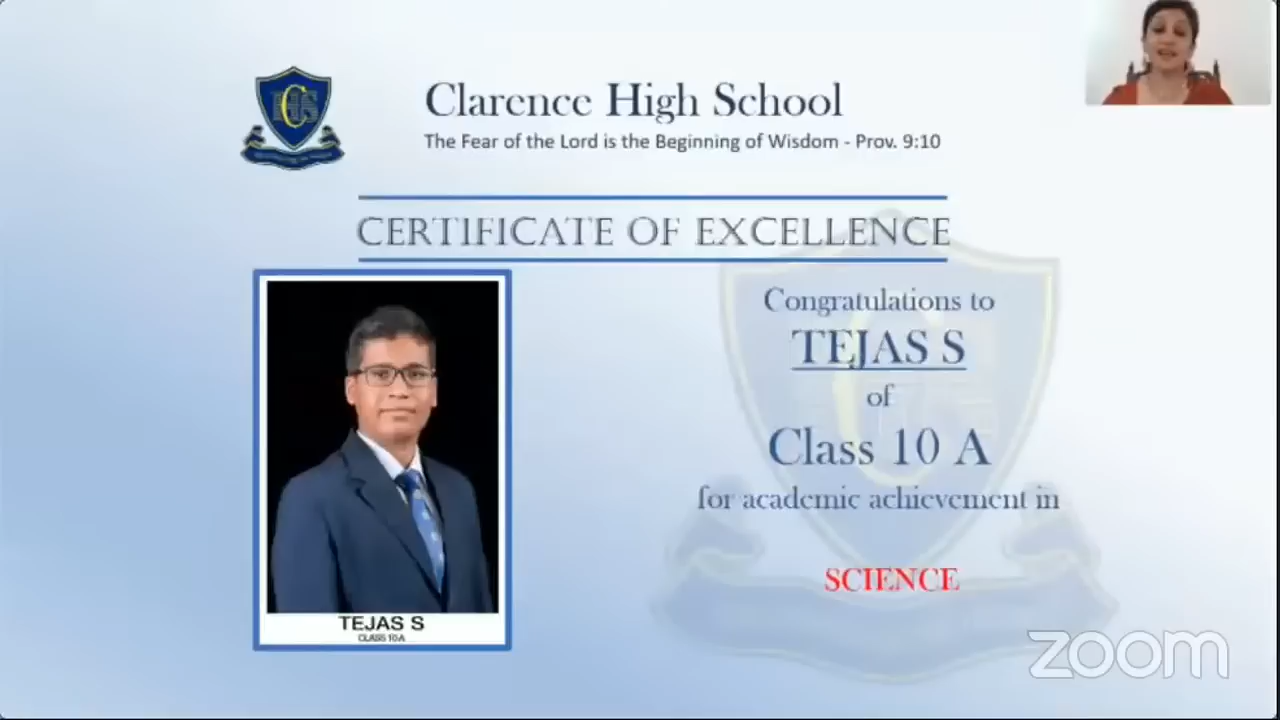 Clarence High School
The Fear of the Lord is the Beginning of Wisdom - Prov. 9:10
CERTIFICATE OF EXCELLENCE
Congratulations to
TEJAS S
of
Class 10 A
for academic achievement in
SCIENCE
TEJAS S
CLASS 10 A
zoom